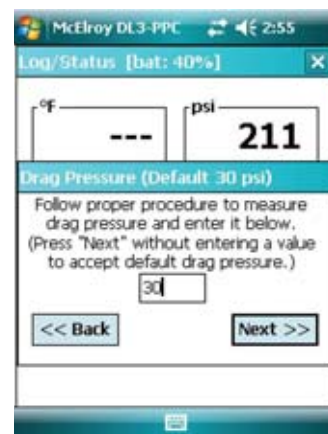 McElroy DL3-PPC 2:55
Log/Status [bat: 40%]
°F psi
--- 211
Drag Pressure (Default 30 psi)
Follow proper procedure to measure
drag pressure and enter it below.
(Press "Next" without entering a value
to accept default drag pressure.)
30
<< Back Next >>